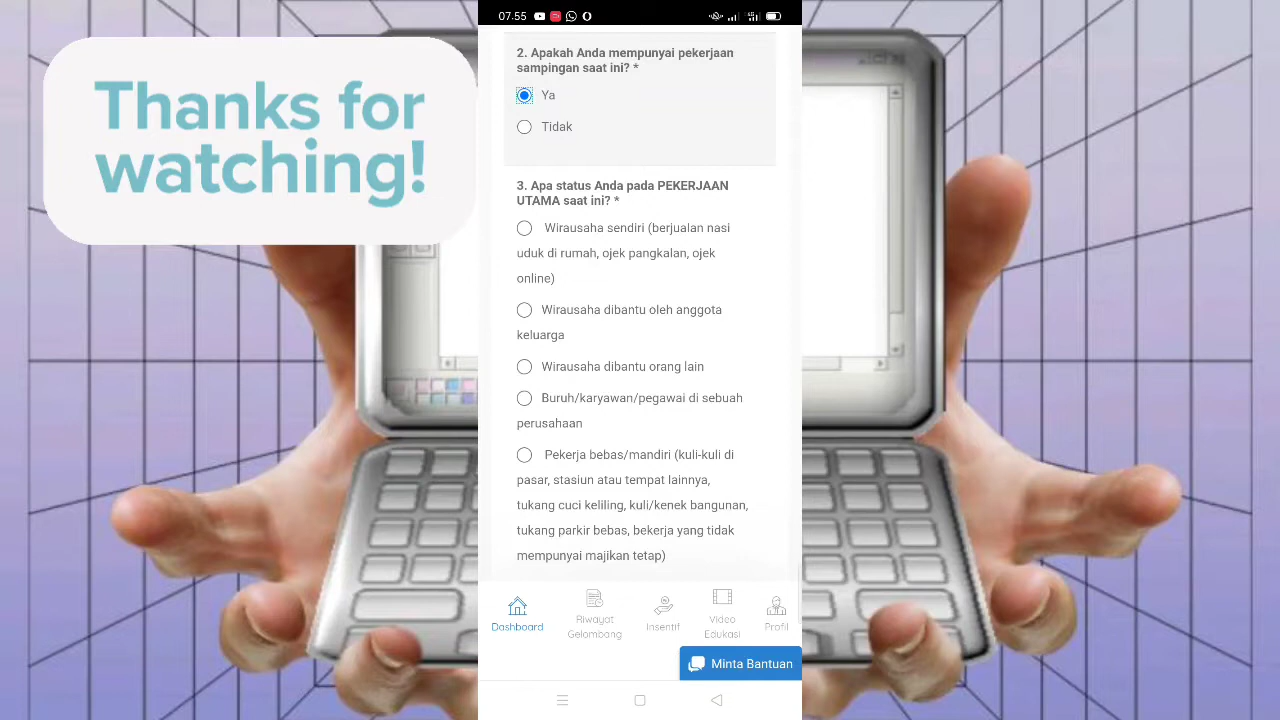 Thanks for
watching!
07.55
2. Apakah Anda mempunyai pekerjaan
sampingan saat ini? *
Ya
Tidak
3. Apa status Anda pada PEKERJAAN
UTAMA saat ini? *
Wirausaha sendiri (berjualan nasi
uduk di rumah, ojek pangkalan, ojek
online)
Wirausaha dibantu oleh anggota
keluarga
Wirausaha dibantu orang lain
Buruh/karyawan/pegawai di sebuah
perusahaan
Pekerja bebas/mandiri (kuli-kuli di
pasar, stasiun atau tempat lainnya,
tukang cuci keliling, kuli/kenek bangunan,
tukang parkir bebas, bekerja yang tidak
mempunyai majikan tetap)
Dashboard
Riwayat
Gelombang
Insentif
Video
Edukasi
Profil
Minta Bantuan